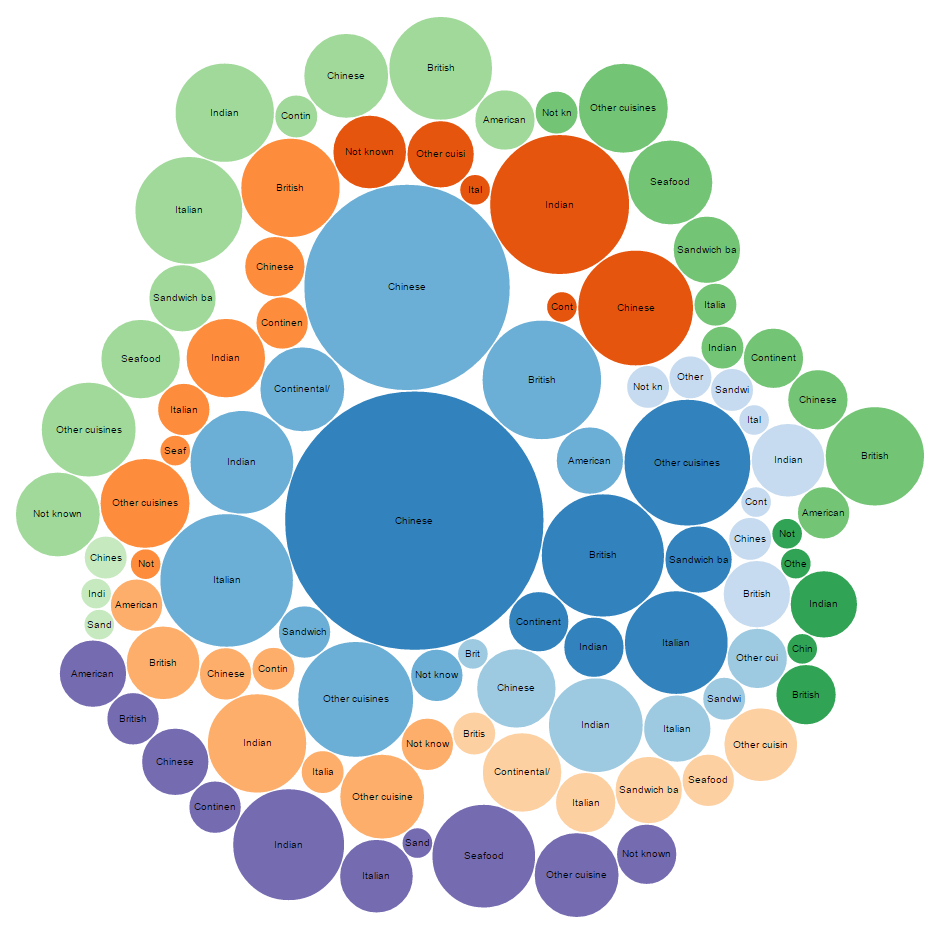 British
Chinese
Other cuisines
Indian
Contin
American
Not kn
Not known
Other cuisi
Seafood
British
Ital
Indian
Italian
Sandwich ba
Chinese
Chinese
Sandwich ba
Italia
Cont
Chinese
Continen
Indian
Seafood
Indian
Continent
British
Continental/
Not kn
Other
Sandwi
Chinese
Italian
Ital
Other cuisines
Seaf
Indian
American
Other cuisines
Indian
British
Other cuisines
Cont
American
Not known
Chinese
Not
Chines
British
Chines
Sandwich ba
Not
Othe
Italian
Indi
British
American
Indian
Sand
Continent
Sandwich
Indian
Italian
Chin
Brit
Other cui
British
American
Chinese
Contin
Not know
Chinese
British
Other cuisines
Sandwi
British
Indian
Italian
Britis
Indian
Not know
Other cuisin
Chinese
Italia
Continental/
Seafood
Sandwich ba
Other cuisine
Italian
Continen
Sand
Indian
Seafood
Not known
Italian
Other cuisine